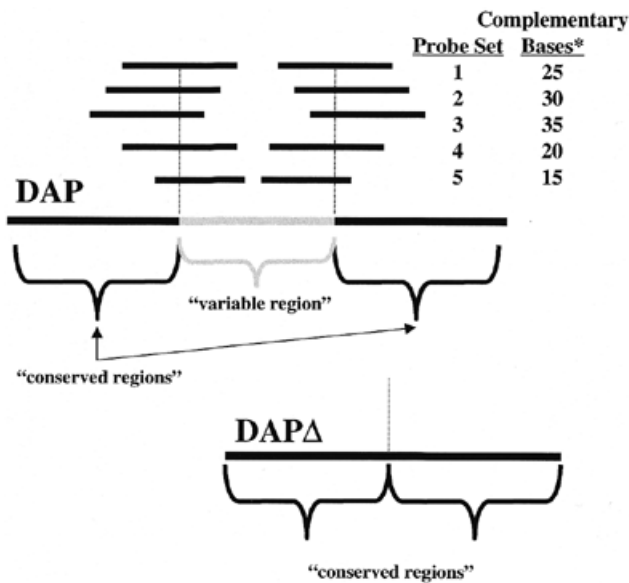 Complementary
Probe Set Bases*
1 25
2 30
3 35
4 20
5 15
DAP
“variable region”
“conserved regions”
DAPΔ
“conserved regions”